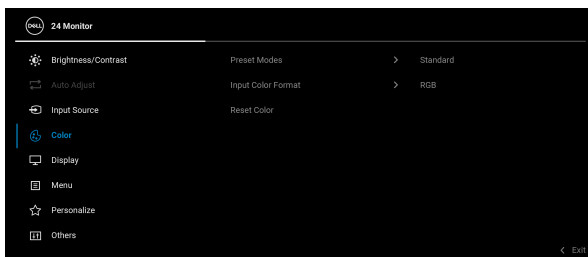 DELL 24 Monitor
Brightness/Contrast Preset Modes > Standard
Auto Adjust Input Color Format > RGB
Input Source Reset Color
Color
Display
Menu
Personalize
Others
< Exit